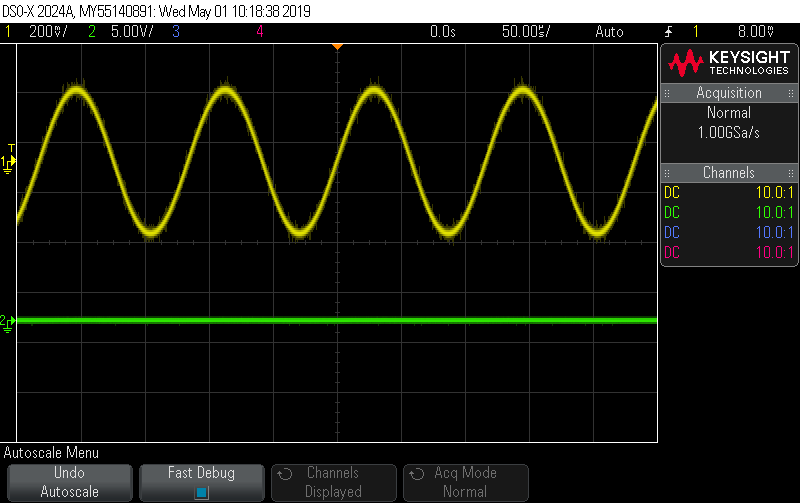 DSO-X 2024A, MY55140891: Wed May 01 10:18:38 2019
1 200mV/ 2 5.00V/ 3 4 0.0s 50.00µs/ Auto 1 8.00mV
KEYSIGHT
TECHNOLOGIES
Acquisition
Normal
1.00GSa/s
Channels
DC 10.0:1
DC 10.0:1
DC 10.0:1
DC 10.0:1
T
1
2
Autoscale Menu
Undo
Autoscale
Fast Debug
Channels
Displayed
Acq Mode
Normal